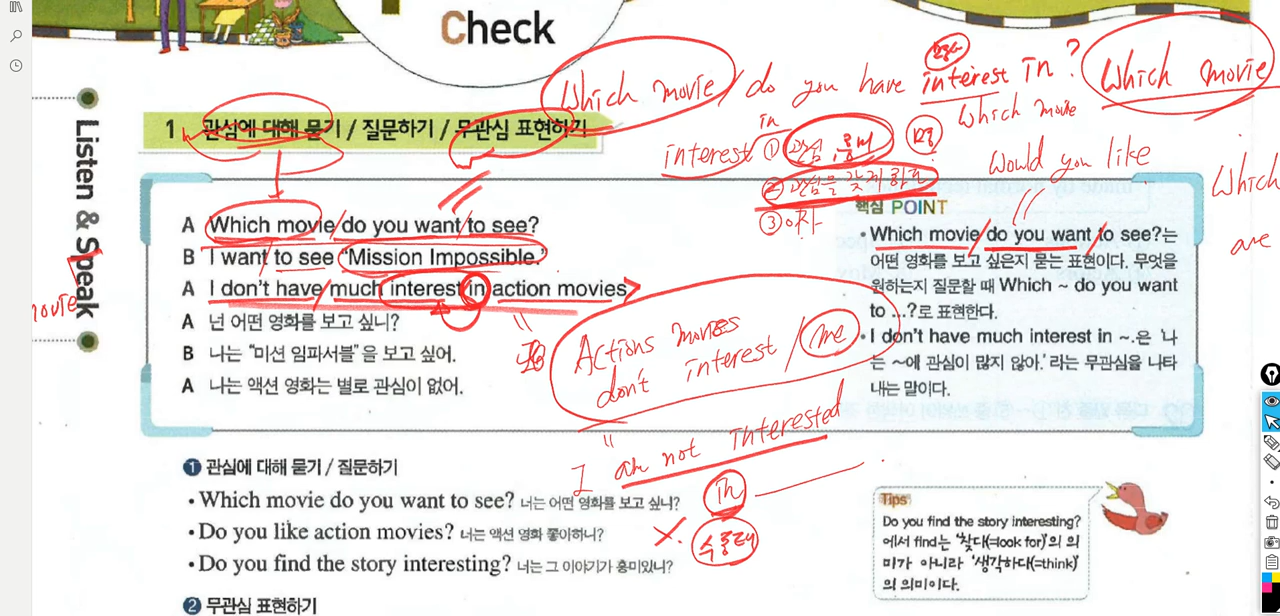 Check
Which movie / do you have interest in? Which movie
Which movie
1 관심에 대해 묻기 / 질문하기 / 무관심 표현하기
in
interest ① 관심, 흥미
② 관심을 갖게 하다
③ 이자
Would you like
Which
are
Listen & Speak
A Which movie do you want to see?
B I want to see “Mission Impossible.”
A I don't have much interest in action movies
A 넌 어떤 영화를 보고 싶니?
B 나는 “미션 임파서블”을 보고 싶어.
A 나는 액션 영화는 별로 관심이 없어.
movie
Actions movies
don't interest / me
I am not interested
in
X 수동태
핵심 POINT
• Which movie do you want to see?는
어떤 영화를 보고 싶은지 묻는 표현이다. 무엇을
원하는지 질문할 때 Which ~ do you want
to ...?로 표현한다.
• I don't have much interest in ~.은 '나
는 ~에 관심이 많지 않아.' 라는 무관심을 나타
내는 말이다.
1 관심에 대해 묻기 / 질문하기
• Which movie do you want to see? 너는 어떤 영화를 보고 싶니?
• Do you like action movies? 너는 액션 영화 좋아하니?
• Do you find the story interesting? 너는 그 이야기가 흥미있니?
2 무관심 표현하기
Tips
Do you find the story interesting?
에서 find는 '찾다(=look for)'의 의
미가 아니라 '생각하다(=think)'
의 의미이다.